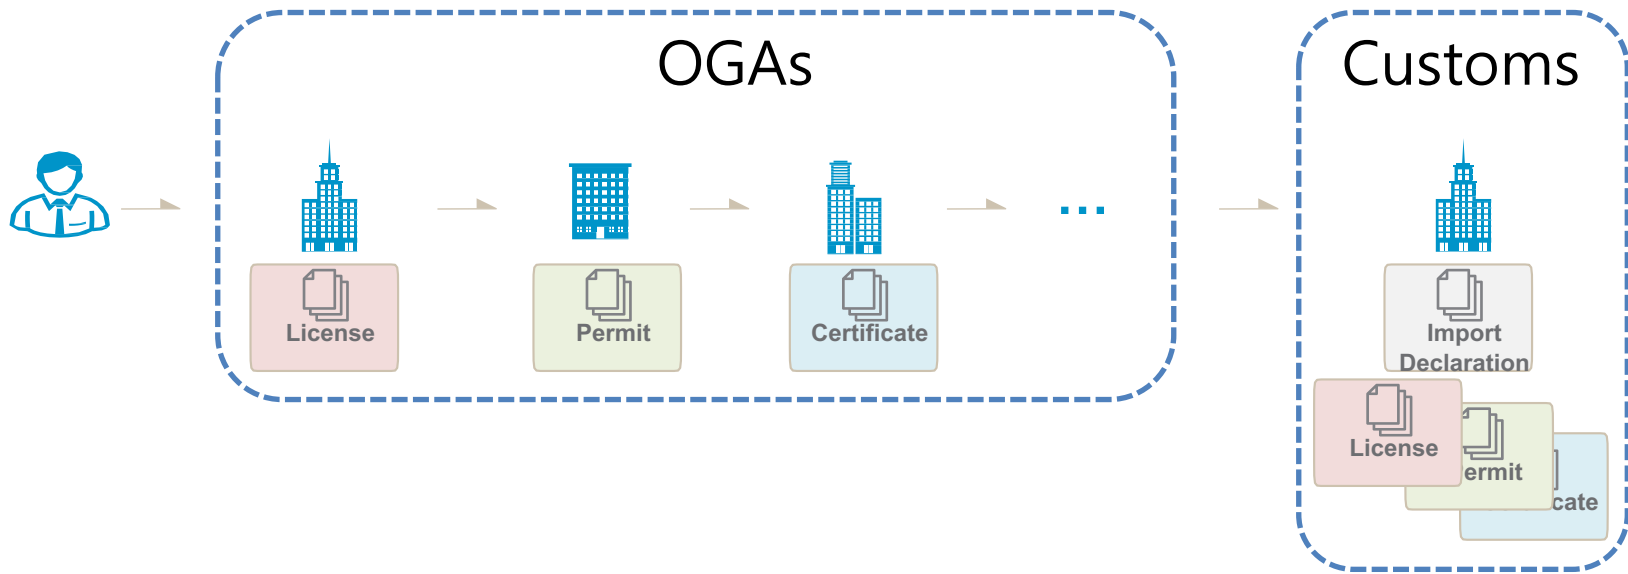 OGAs
Customs
...
License
Permit
Certificate
Import
Declaration
License
ermit
cate